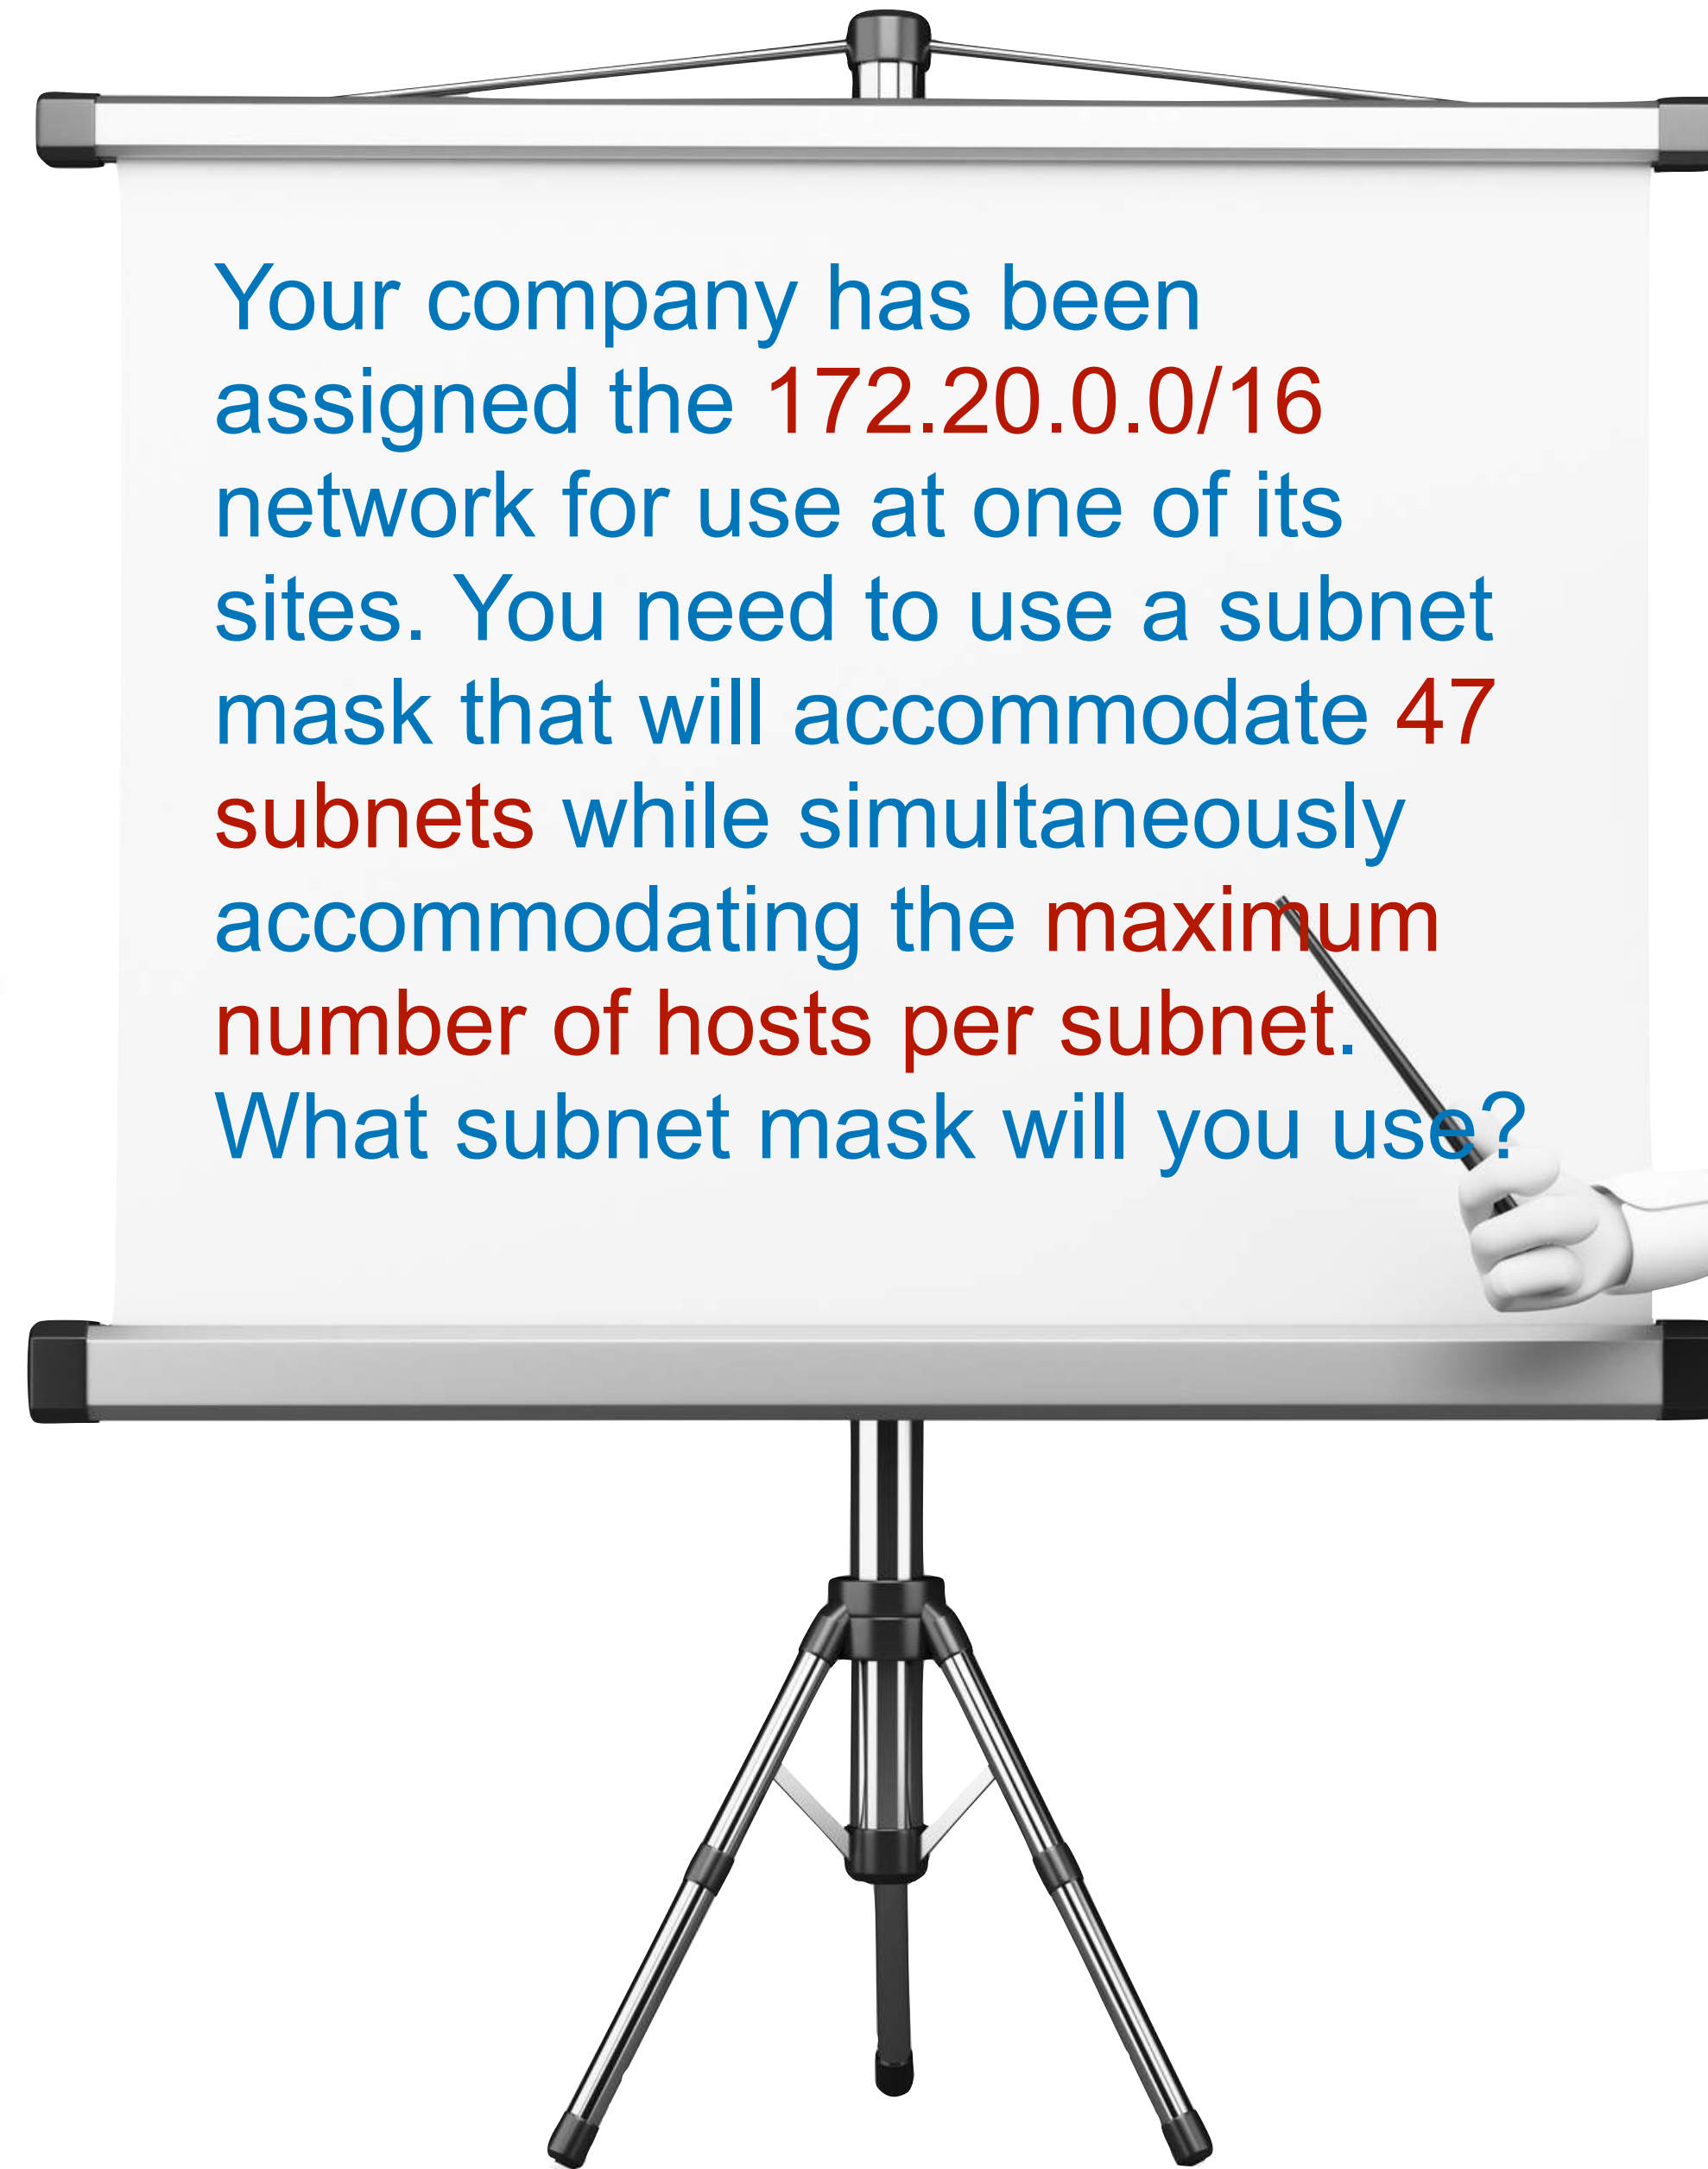 Your company has been
assigned the 172.20.0.0/16
network for use at one of its
sites. You need to use a subnet
mask that will accommodate 47
subnets while simultaneously
accommodating the maximum
number of hosts per subnet.
What subnet mask will you use?